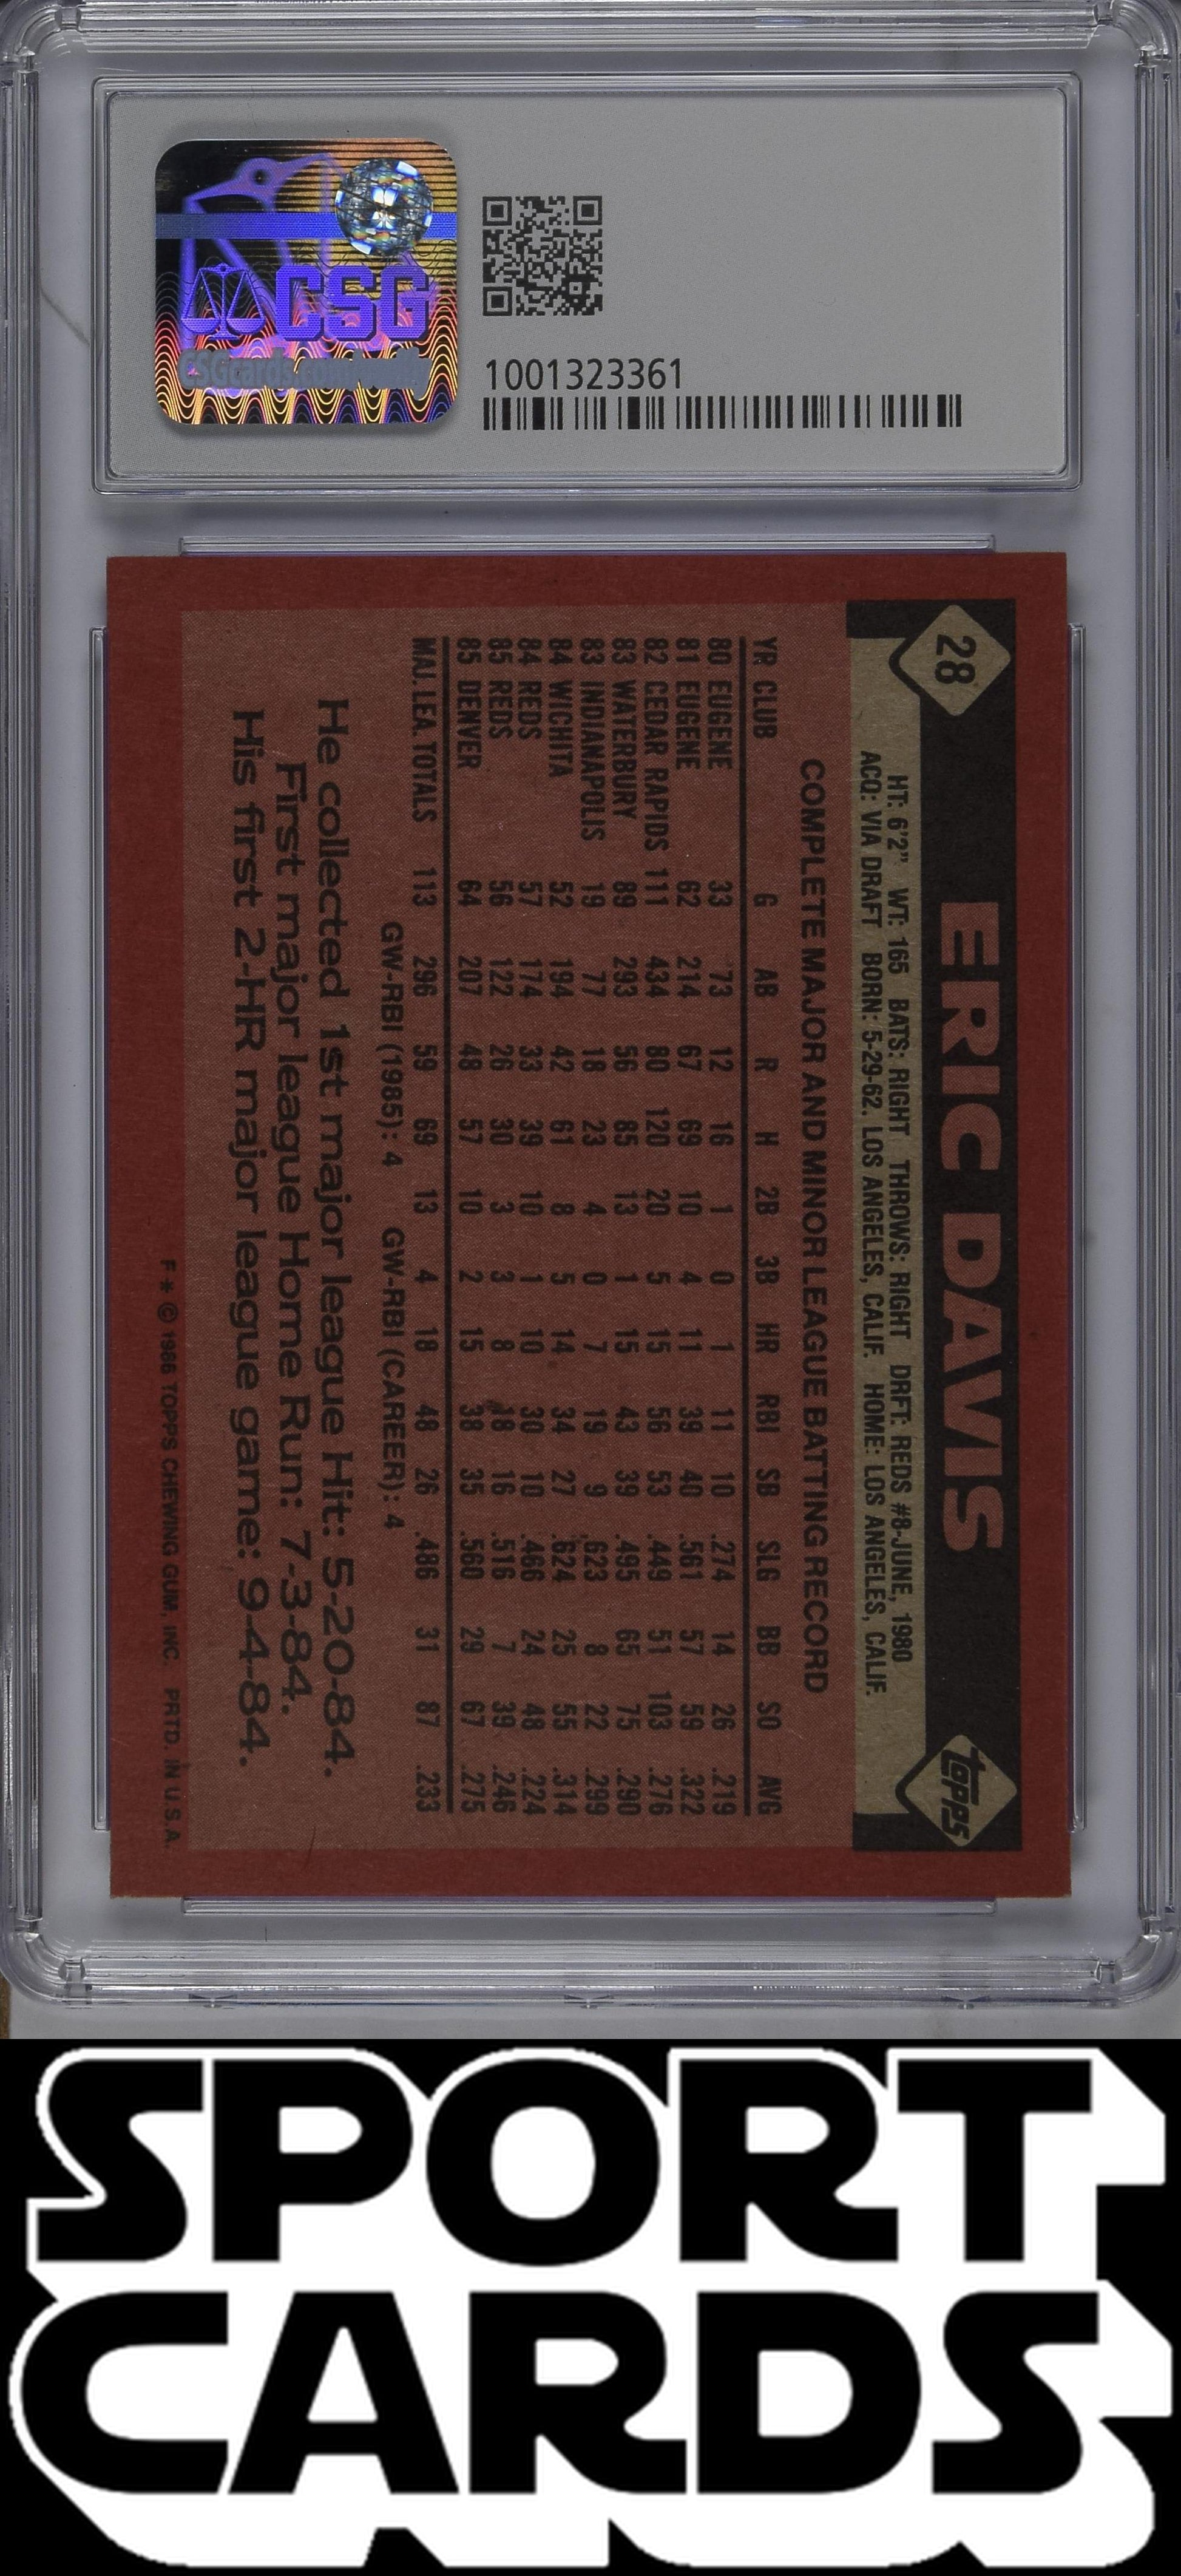 CSG
CSGcards.com/verify
1001323361
28
ERIC DAVIS
topps
HT: 6'2" WT: 165 BATS: RIGHT THROWS: RIGHT DRFT: REDS #8-JUNE, 1980
ACQ: VIA DRAFT BORN: 5-29-62, LOS ANGELES, CALIF. HOME: LOS ANGELES, CALIF.
COMPLETE MAJOR AND MINOR LEAGUE BATTING RECORD
YR CLUB G AB R H 2B 3B HR RBI SB SLG BB SO AVG
80 EUGENE 33 73 12 16 1 0 1 11 10 .274 14 26 .219
81 EUGENE 62 214 67 69 10 4 11 39 40 .561 57 59 .322
82 CEDAR RAPIDS 111 434 80 120 20 5 15 56 53 .449 51 103 .276
83 WATERBURY 89 293 56 85 13 1 15 43 39 .495 65 75 .290
83 INDIANAPOLIS 19 77 18 23 4 0 7 19 9 .623 8 22 .299
84 WICHITA 52 194 42 61 8 5 14 34 27 .624 25 55 .314
84 REDS 57 174 33 39 10 1 10 30 10 .466 24 48 .224
85 REDS 56 122 26 30 3 3 8 18 16 .516 7 39 .246
85 DENVER 64 207 48 57 10 2 15 38 35 .560 29 67 .275
MAJ. LEA. TOTALS 113 296 59 69 13 4 18 48 26 .486 31 87 .233
GW-RBI (1985): 4 GW-RBI (CAREER): 4
He collected 1st major league Hit: 5-20-84.
First major league Home Run: 7-3-84.
His first 2-HR major league game: 9-4-84.
F * © 1986 TOPPS CHEWING GUM, INC. PRTD. IN U.S.A.
SPORT
CARDS